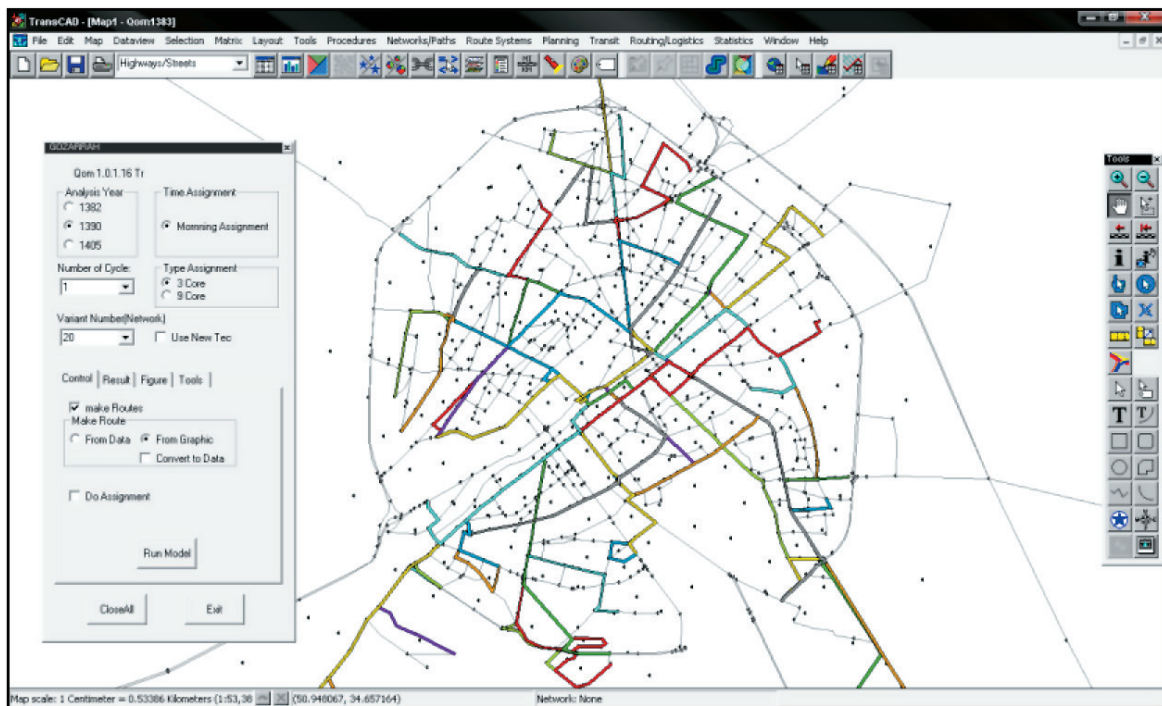 TransCAD - [Map1 - Qom1383]
File Edit Map Dataview Selection Matrix Layout Tools Procedures Networks/Paths Route Systems Planning Transit Routing/Logistics Statistics Window Help
Highways/Streets
GOZARRAH
Qom 1.0.1.16 Tr
Analysis Year
1382
1390
1405
Time Assignment
Mornning Assignment
Number of Cycle:
1
Type Assignment
3 Core
9 Core
Variant Number(Network)
20
Use New Tec
Control Result Figure Tools
make Routes
Make Route
From Data From Graphic
Convert to Data
Do Assignment
Run Model
CloseAll Exit
Tools
Map scale: 1 Centimeter = 0.53386 Kilometers (1:53,38 (50.948067, 34.657164) Network: None